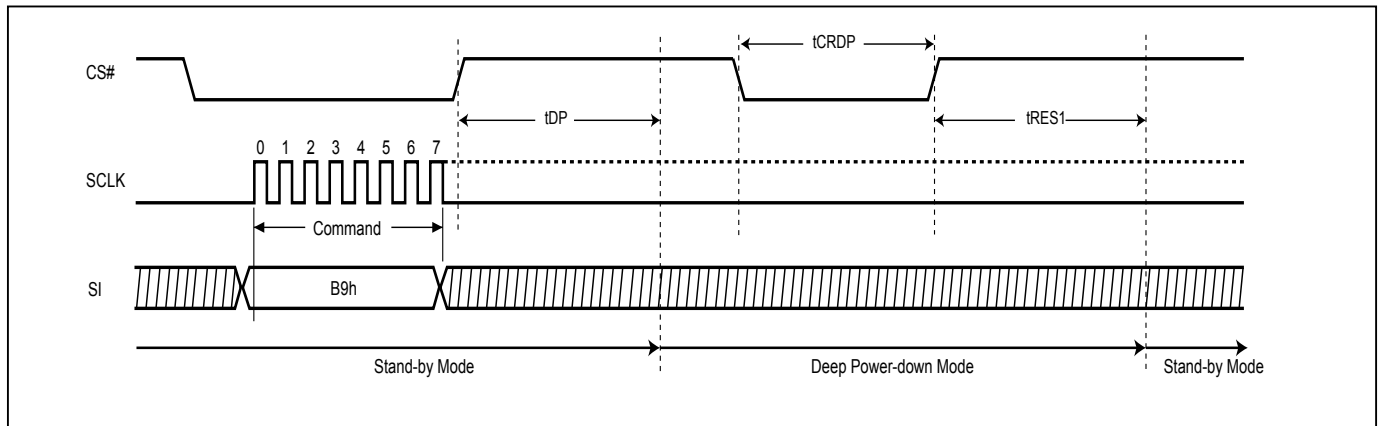 tCRDP
CS#
tDP
tRES1
0 1 2 3 4 5 6 7
SCLK
Command
SI
B9h
Stand-by Mode
Deep Power-down Mode
Stand-by Mode